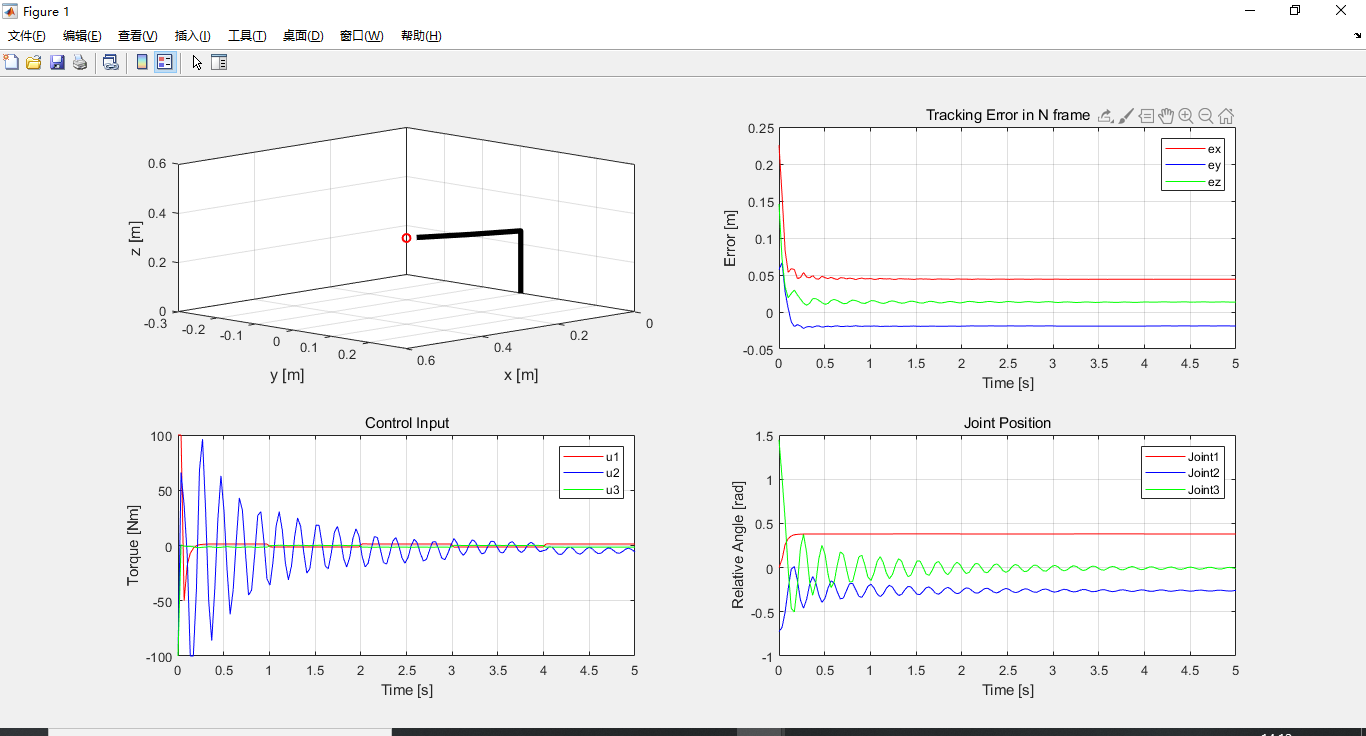 Figure 1
文件(F) 编辑(E) 查看(V) 插入(I) 工具(T) 桌面(D) 窗口(W) 帮助(H)
0.6
0.4
0.2
0
-0.3
-0.2
-0.1
0
0.1
0.2
0.6
0.4
0.2
0
z [m]
y [m]
x [m]
Tracking Error in N frame
0.25
0.2
0.15
0.1
0.05
0
-0.05
Error [m]
ex
ey
ez
0 0.5 1 1.5 2 2.5 3 3.5 4 4.5 5
Time [s]
Control Input
100
50
0
-50
-100
Torque [Nm]
u1
u2
u3
0 0.5 1 1.5 2 2.5 3 3.5 4 4.5 5
Time [s]
Joint Position
1.5
1
0.5
0
-0.5
-1
Relative Angle [rad]
Joint1
Joint2
Joint3
0 0.5 1 1.5 2 2.5 3 3.5 4 4.5 5
Time [s]